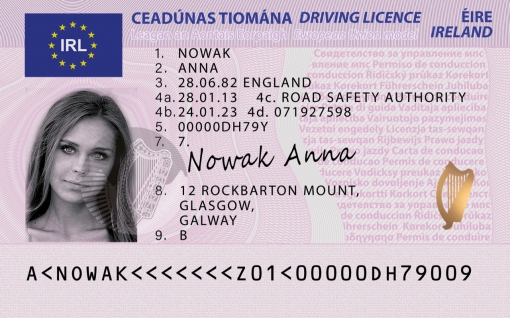 CEADÚNAS TIOMÁNA DRIVING LICENCE
ÉIRE
IRELAND
IRL
1. NOWAK
2. ANNA
3. 28.06.82 ENGLAND
4a. 28.01.13 4c. ROAD SAFETY AUTHORITY
4b. 24.01.23 4d. 071927598
5. 00000DH79Y
7. 7.
Nowak Anna
8. 12 ROCKBARTON MOUNT,
GLASGOW,
GALWAY
9. B
A<NOWAK<<<<<<<Z01<00000DH79009